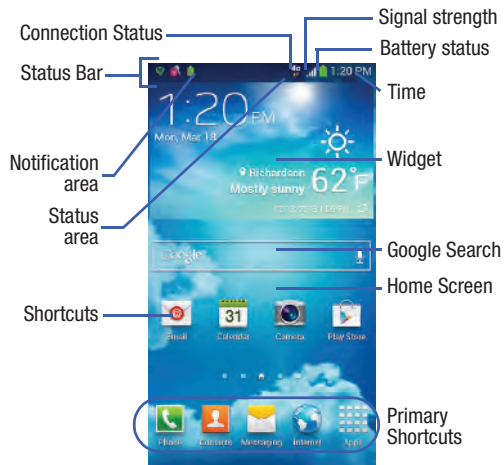 Connection Status
Signal strength
Battery status
Status Bar
1:20 PM
Time
1:20 PM
Mon, Mar 18
Notification area
Widget
Richardson
Mostly sunny
62°F
Status area
Google
Google Search
Home Screen
Shortcuts
31
Email
Calendar
Camera
Play Store
Primary Shortcuts
Phone
Contacts
Messaging
Internet
Apps